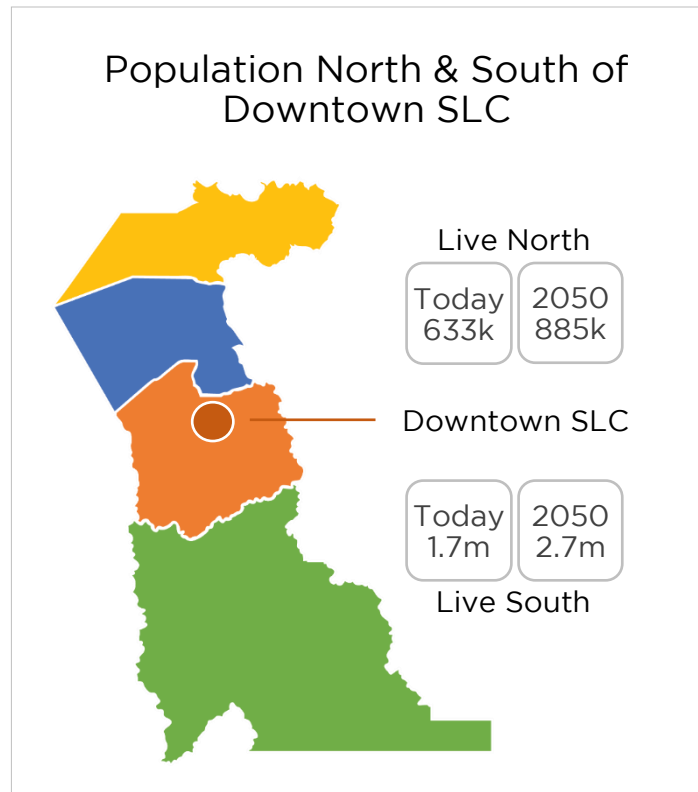 Population North & South of
Downtown SLC
Live North
Today
633k
2050
885k
Downtown SLC
Today
1.7m
2050
2.7m
Live South